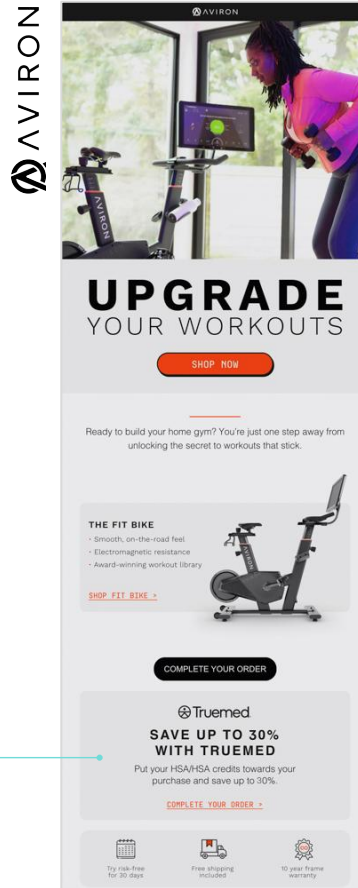 AVIRON
AVIRON
UPGRADE
YOUR WORKOUTS
SHOP NOW
Ready to build your home gym? You're just one step away from
unlocking the secret to workouts that stick.
THE FIT BIKE
• Smooth, on-the-road feel
• Electromagnetic resistance
• Award-winning workout library
SHOP FIT BIKE >
AVIRON
COMPLETE YOUR ORDER
Truemed.
SAVE UP TO 30%
WITH TRUEMED
Put your HSA/HSA credits towards your
purchase and save up to 30%.
COMPLETE YOUR ORDER >
Try risk-free
for 30 days
Free shipping
included
10 year frame
warranty
AVIRON